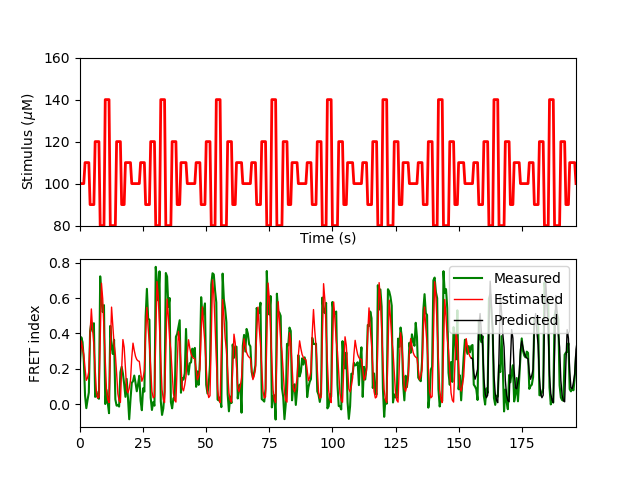 160
140
120
100
80
Stimulus (μM)
Time (s)
0.8
0.6
0.4
0.2
0.0
FRET index
Measured
Estimated
Predicted
0 25 50 75 100 125 150 175